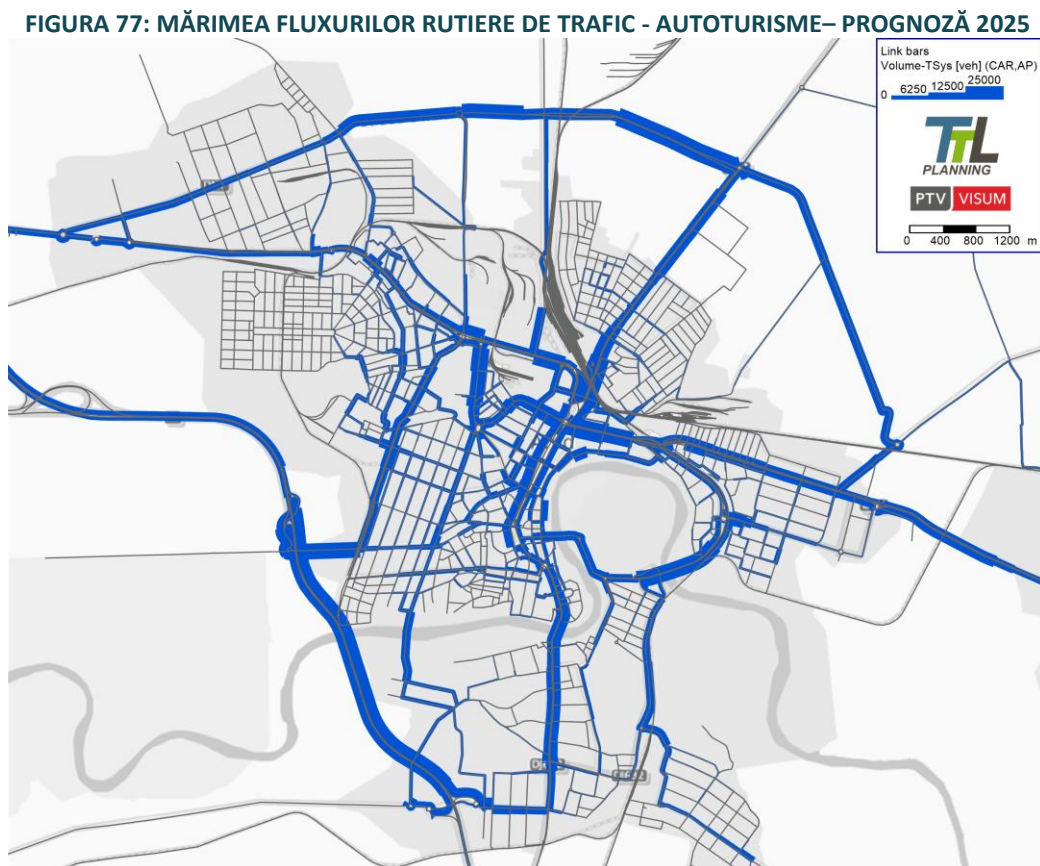 FIGURA 77: MĂRIMEA FLUXURILOR RUTIERE DE TRAFIC - AUTOTURISME– PROGNOZĂ 2025
Link bars
Volume-TSys [veh] (CAR,AP)
0 6250 12500 25000
TTL
PLANNING
PTV VISUM
0 400 800 1200 m